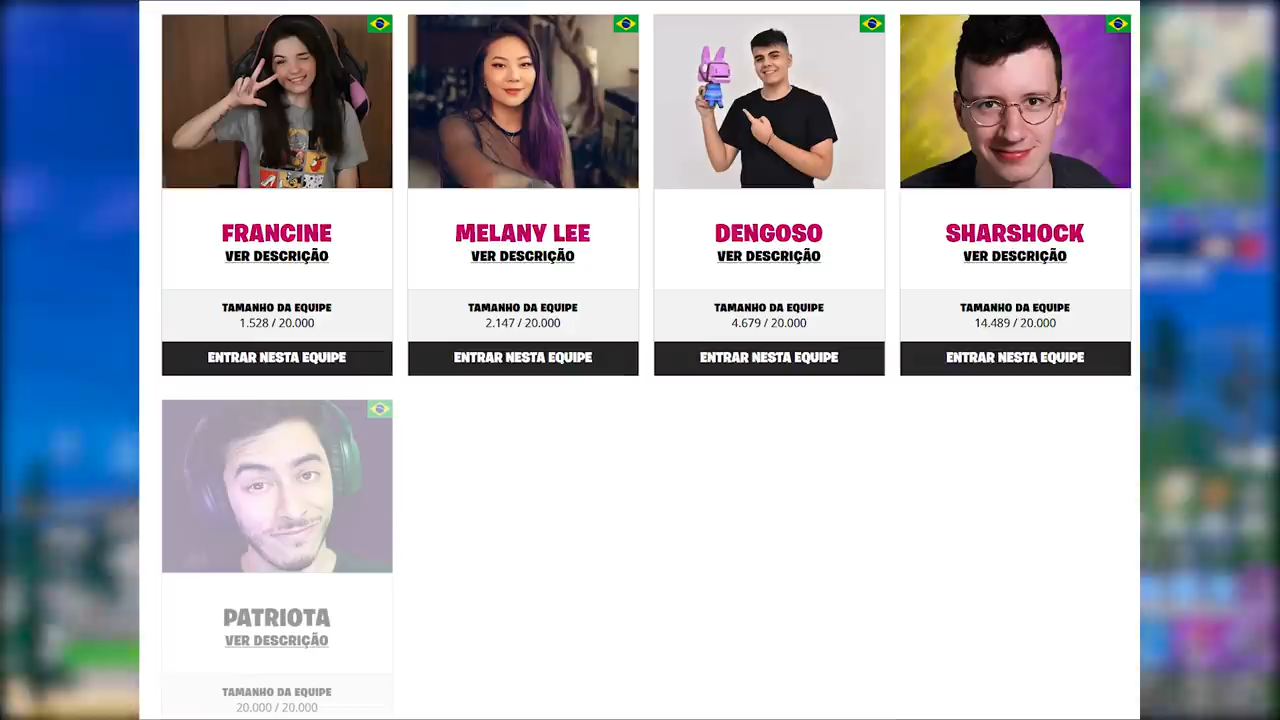 FRANCINE
VER DESCRIÇÃO
TAMANHO DA EQUIPE
1.528 / 20.000
ENTRAR NESTA EQUIPE
MELANY LEE
VER DESCRIÇÃO
TAMANHO DA EQUIPE
2.147 / 20.000
ENTRAR NESTA EQUIPE
DENGOSO
VER DESCRIÇÃO
TAMANHO DA EQUIPE
4.679 / 20.000
ENTRAR NESTA EQUIPE
SHARSHOCK
VER DESCRIÇÃO
TAMANHO DA EQUIPE
14.489 / 20.000
ENTRAR NESTA EQUIPE
PATRIOTA
VER DESCRIÇÃO
TAMANHO DA EQUIPE
20.000 / 20.000